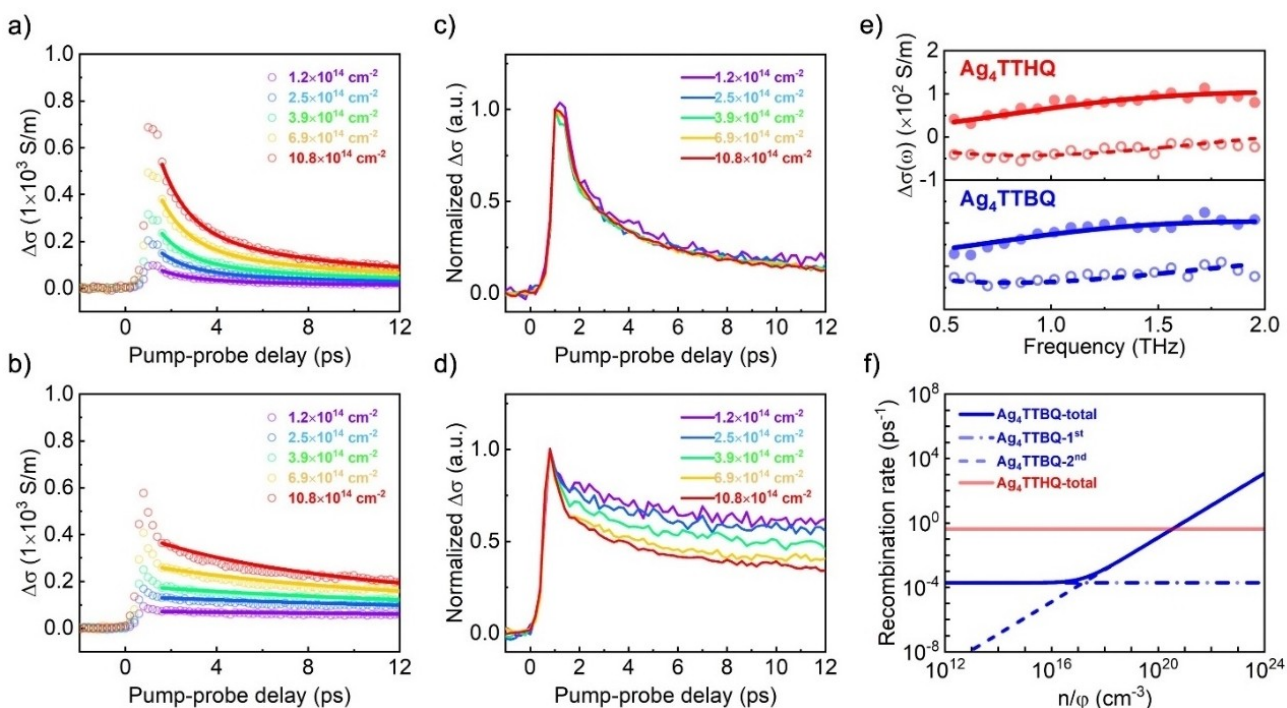 a)
Δσ (1×10³ S/m)
1.0
0.8
0.6
0.4
0.2
0.0
1.2×10¹⁴ cm⁻²
2.5×10¹⁴ cm⁻²
3.9×10¹⁴ cm⁻²
6.9×10¹⁴ cm⁻²
10.8×10¹⁴ cm⁻²
0 4 8 12
Pump-probe delay (ps)
b)
Δσ (1×10³ S/m)
1.0
0.8
0.6
0.4
0.2
0.0
1.2×10¹⁴ cm⁻²
2.5×10¹⁴ cm⁻²
3.9×10¹⁴ cm⁻²
6.9×10¹⁴ cm⁻²
10.8×10¹⁴ cm⁻²
0 4 8 12
Pump-probe delay (ps)
c)
Normalized Δσ (a.u.)
1.0
0.5
0.0
1.2×10¹⁴ cm⁻²
2.5×10¹⁴ cm⁻²
3.9×10¹⁴ cm⁻²
6.9×10¹⁴ cm⁻²
10.8×10¹⁴ cm⁻²
0 2 4 6 8 10 12
Pump-probe delay (ps)
d)
Normalized Δσ (a.u.)
1.0
0.5
0.0
1.2×10¹⁴ cm⁻²
2.5×10¹⁴ cm⁻²
3.9×10¹⁴ cm⁻²
6.9×10¹⁴ cm⁻²
10.8×10¹⁴ cm⁻²
0 2 4 6 8 10 12
Pump-probe delay (ps)
e)
Δσ(ω) (×10² S/m)
2
1
0
-1
Ag₄TTHQ
Ag₄TTBQ
0.5 1.0 1.5 2.0
Frequency (THz)
f)
Recombination rate (ps⁻¹)
10⁸
10⁴
10⁰
10⁻⁴
10⁻⁸
Ag₄TTBQ-total
Ag₄TTBQ-1ˢᵗ
Ag₄TTBQ-2ⁿᵈ
Ag₄TTHQ-total
10¹² 10¹⁶ 10²⁰ 10²⁴
n/φ (cm⁻³)